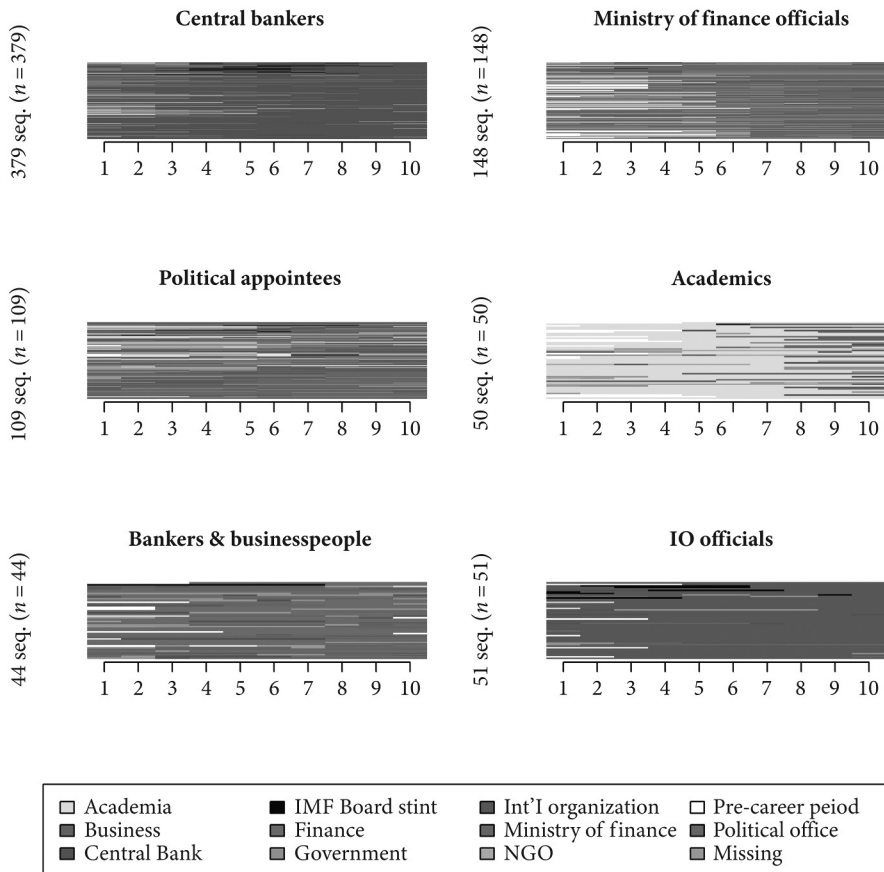 Central bankers
379 seq. (n = 379)
1 2 3 4 5 6 7 8 9 10
Ministry of finance officials
148 seq. (n = 148)
1 2 3 4 5 6 7 8 9 10
Political appointees
109 seq. (n = 109)
1 2 3 4 5 6 7 8 9 10
Academics
50 seq. (n = 50)
1 2 3 4 5 6 7 8 9 10
Bankers & businesspeople
44 seq. (n = 44)
1 2 3 4 5 6 7 8 9 10
IO officials
51 seq. (n = 51)
1 2 3 4 5 6 7 8 9 10
Academia IMF Board stint Int'I organization Pre-career peiod
Business Finance Ministry of finance Political office
Central Bank Government NGO Missing